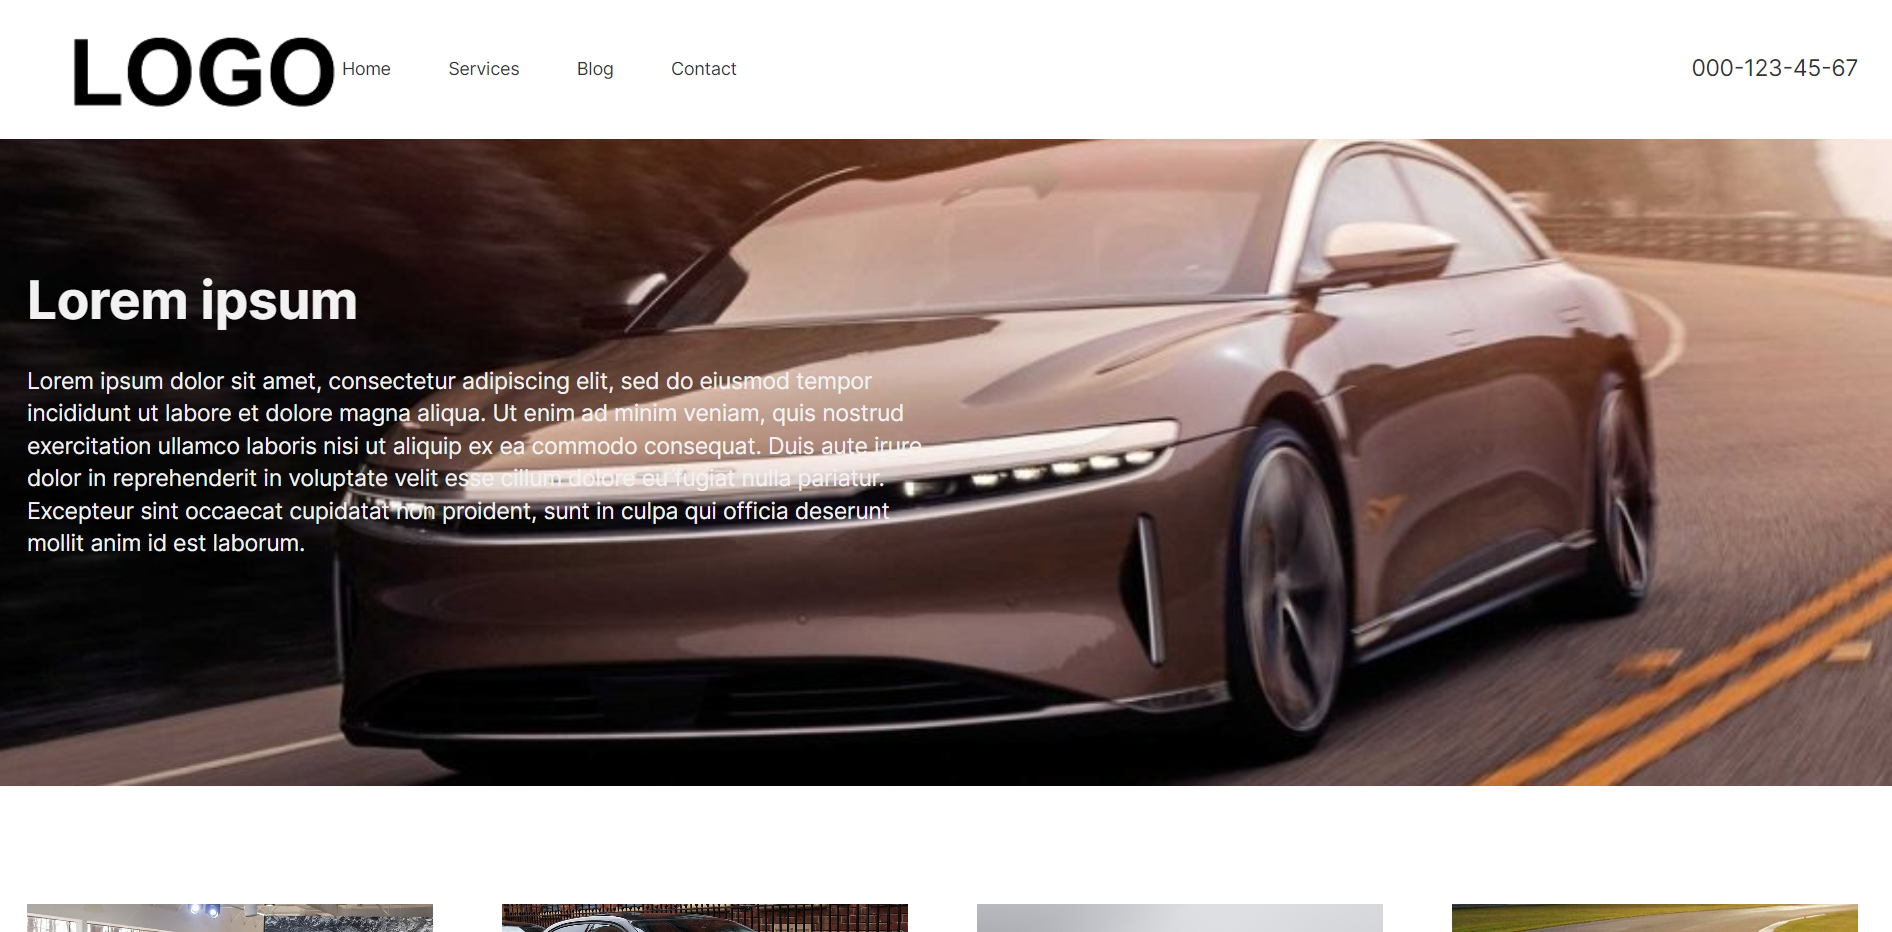 LOGO
Home Services Blog Contact
000-123-45-67
Lorem ipsum
Lorem ipsum dolor sit amet, consectetur adipiscing elit, sed do eiusmod tempor
incididunt ut labore et dolore magna aliqua. Ut enim ad minim veniam, quis nostrud
exercitation ullamco laboris nisi ut aliquip ex ea commodo consequat. Duis aute irure
dolor in reprehenderit in voluptate velit esse cillum dolore eu fugiat nulla pariatur.
Excepteur sint occaecat cupidatat non proident, sunt in culpa qui officia deserunt
mollit anim id est laborum.